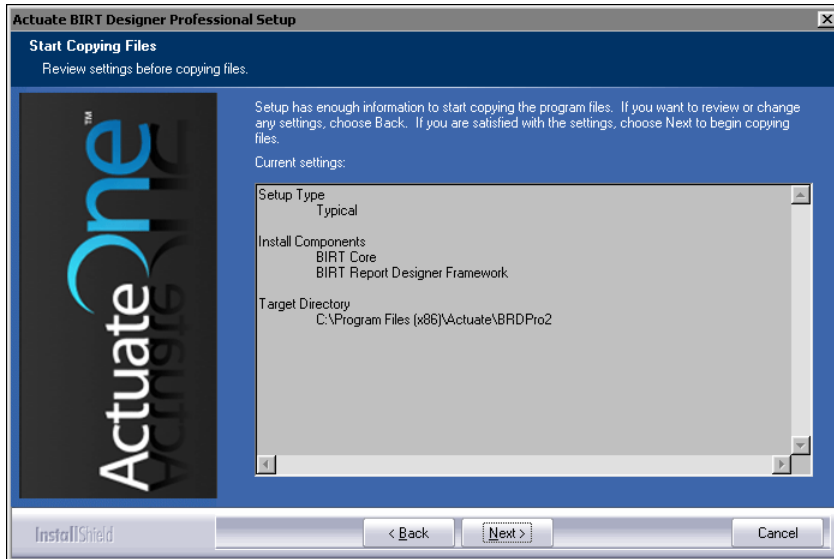 Actuate BIRT Designer Professional Setup
Start Copying Files
Review settings before copying files.
ActuateOne™
Setup has enough information to start copying the program files. If you want to review or change
any settings, choose Back. If you are satisfied with the settings, choose Next to begin copying
files.
Current settings:
Setup Type
Typical
Install Components
BIRT Core
BIRT Report Designer Framework
Target Directory
C:\Program Files (x86)\Actuate\BRDPro2
InstallShield
< Back
Next >
Cancel